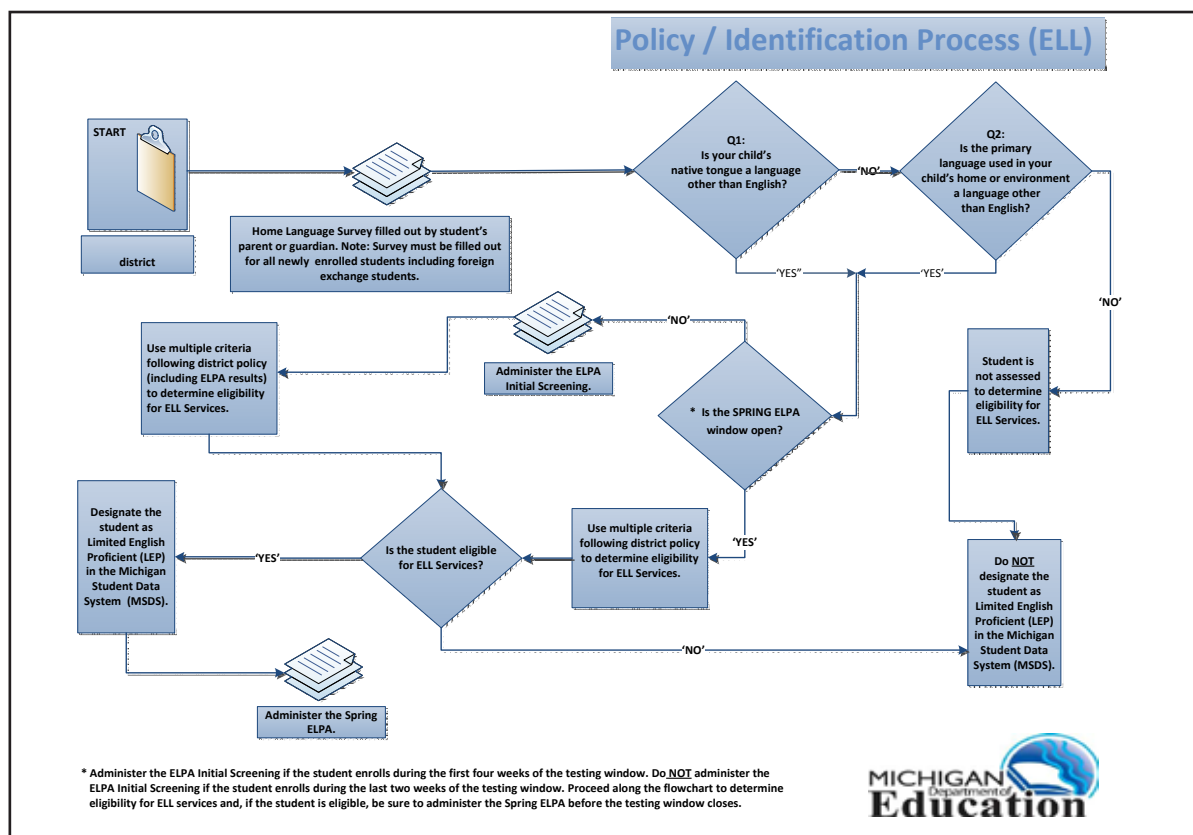 Policy / Identification Process (ELL)
START
district
Home Language Survey filled out by student's
parent or guardian. Note: Survey must be filled out
for all newly enrolled students including foreign
exchange students.
Q1:
Is your child's
native tongue a language
other than English?
'NO'
Q2:
Is the primary
language used in your
child's home or environment
a language other
than English?
'YES"
'YES'
'NO'
'NO'
Administer the ELPA
Initial Screening.
Use multiple criteria
following district policy
(including ELPA results)
to determine eligibility
for ELL Services.
* Is the SPRING ELPA
window open?
Student is
not assessed
to determine
eligibility for
ELL Services.
'YES'
Use multiple criteria
following district policy
to determine eligibility
for ELL Services.
Is the student eligible
for ELL Services?
'YES'
Designate the
student as
Limited English
Proficient (LEP)
in the Michigan
Student Data
System (MSDS).
'NO'
Do NOT
designate the
student as
Limited English
Proficient (LEP)
in the Michigan
Student Data
System (MSDS).
Administer the Spring
ELPA.
* Administer the ELPA Initial Screening if the student enrolls during the first four weeks of the testing window. Do NOT administer the
ELPA Initial Screening if the student enrolls during the last two weeks of the testing window. Proceed along the flowchart to determine
eligibility for ELL services and, if the student is eligible, be sure to administer the Spring ELPA before the testing window closes.
MICHIGAN
Department of
Education